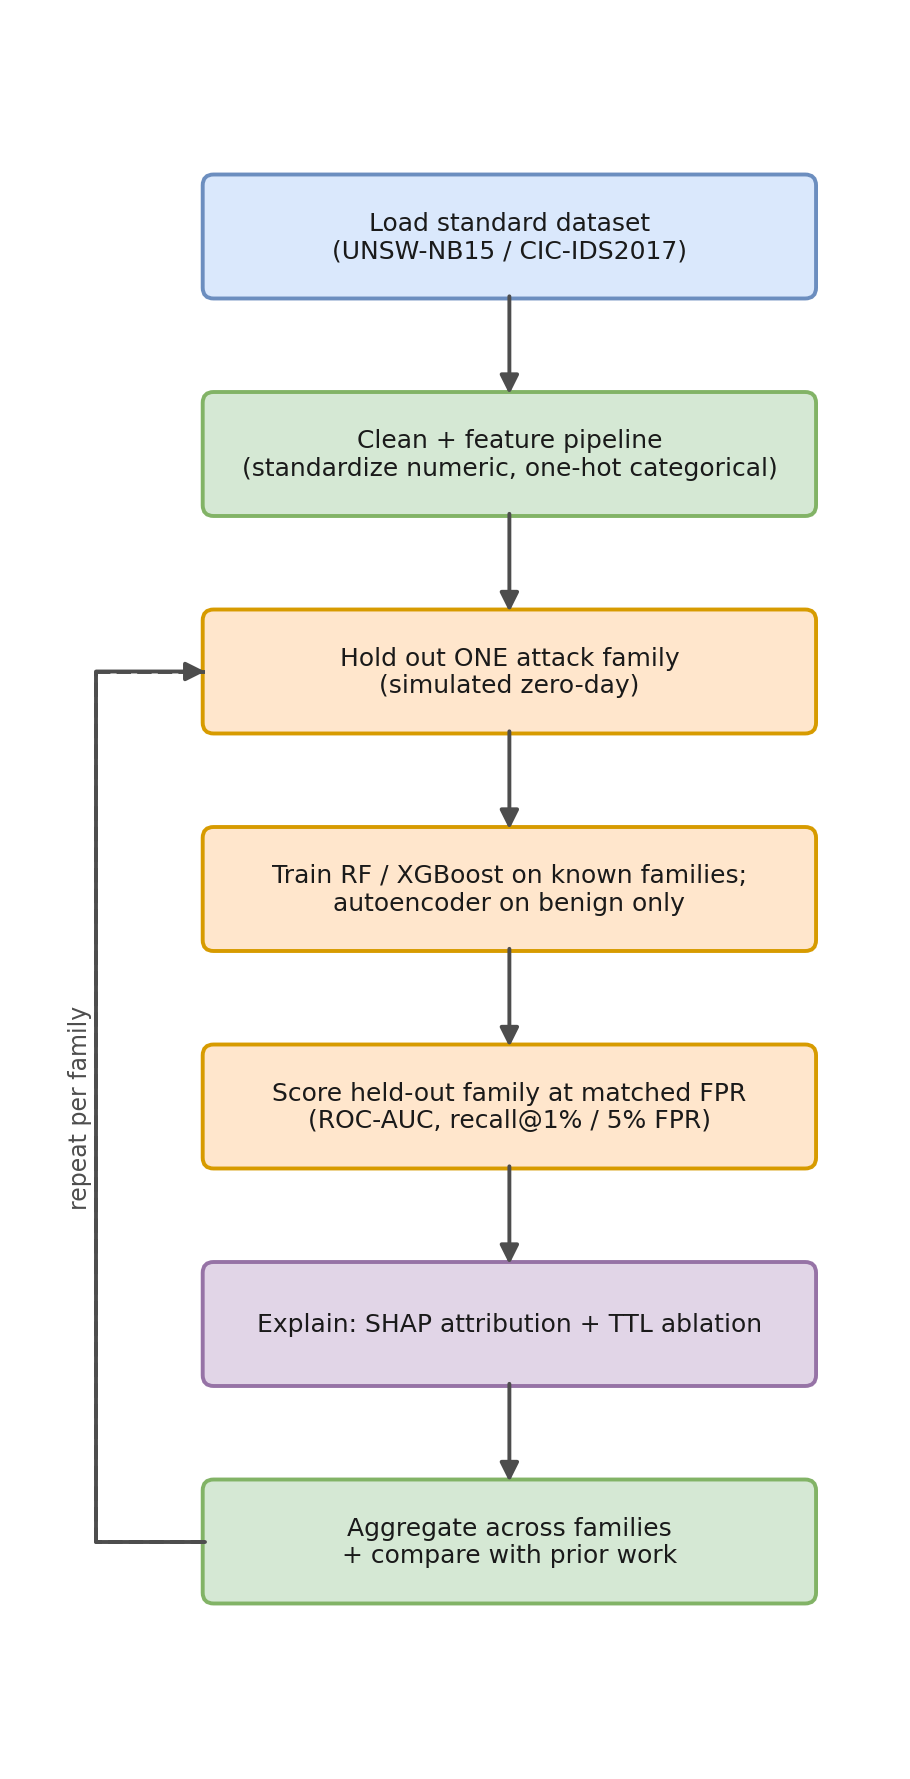 Load standard dataset
(UNSW-NB15 / CIC-IDS2017)
Clean + feature pipeline
(standardize numeric, one-hot categorical)
Hold out ONE attack family
(simulated zero-day)
Train RF / XGBoost on known families;
autoencoder on benign only
Score held-out family at matched FPR
(ROC-AUC, recall@1% / 5% FPR)
Explain: SHAP attribution + TTL ablation
Aggregate across families
+ compare with prior work
repeat per family